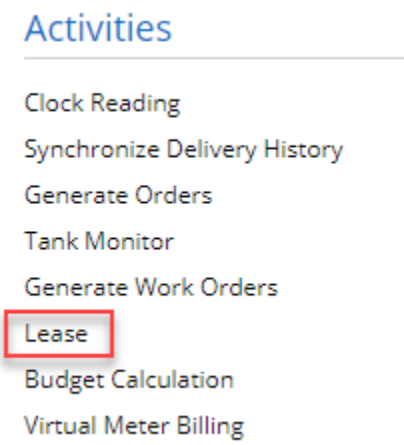 Activities
Clock Reading
Synchronize Delivery History
Generate Orders
Tank Monitor
Generate Work Orders
Lease
Budget Calculation
Virtual Meter Billing